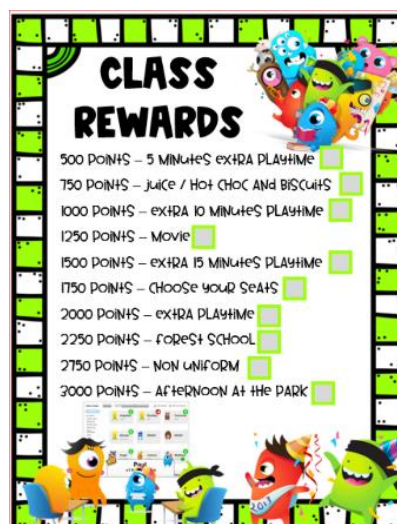 CLASS
REWARDS
500 POINTS – 5 MINUTES EXTRA PLAYTIME
750 POINTS – JUICE / HOT CHOC AND BISCUITS
1000 POINTS – EXTRA 10 MINUTES PLAYTIME
1250 POINTS – MOVIE
1500 POINTS – EXTRA 15 MINUTES PLAYTIME
1750 POINTS – CHOOSE YOUR SEATS
2000 POINTS – EXTRA PLAYTIME
2250 POINTS – FOREST SCHOOL
2750 POINTS – NON UNIFORM
3000 POINTS – AFTERNOON AT THE PARK